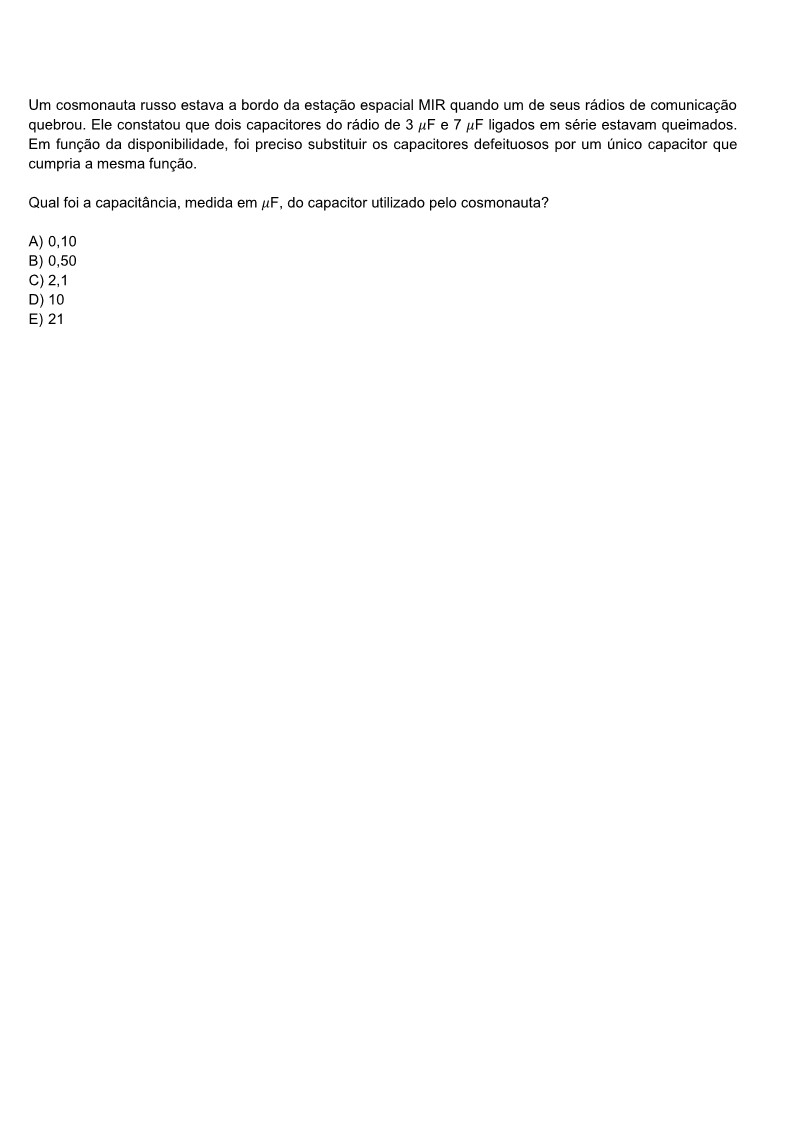 Um cosmonauta russo estava a bordo da estação espacial MIR quando um de seus rádios de comunicação
quebrou. Ele constatou que dois capacitores do rádio de 3 μF e 7 μF ligados em série estavam queimados.
Em função da disponibilidade, foi preciso substituir os capacitores defeituosos por um único capacitor que
cumpria a mesma função.
Qual foi a capacitância, medida em μF, do capacitor utilizado pelo cosmonauta?
A) 0,10
B) 0,50
C) 2,1
D) 10
E) 21